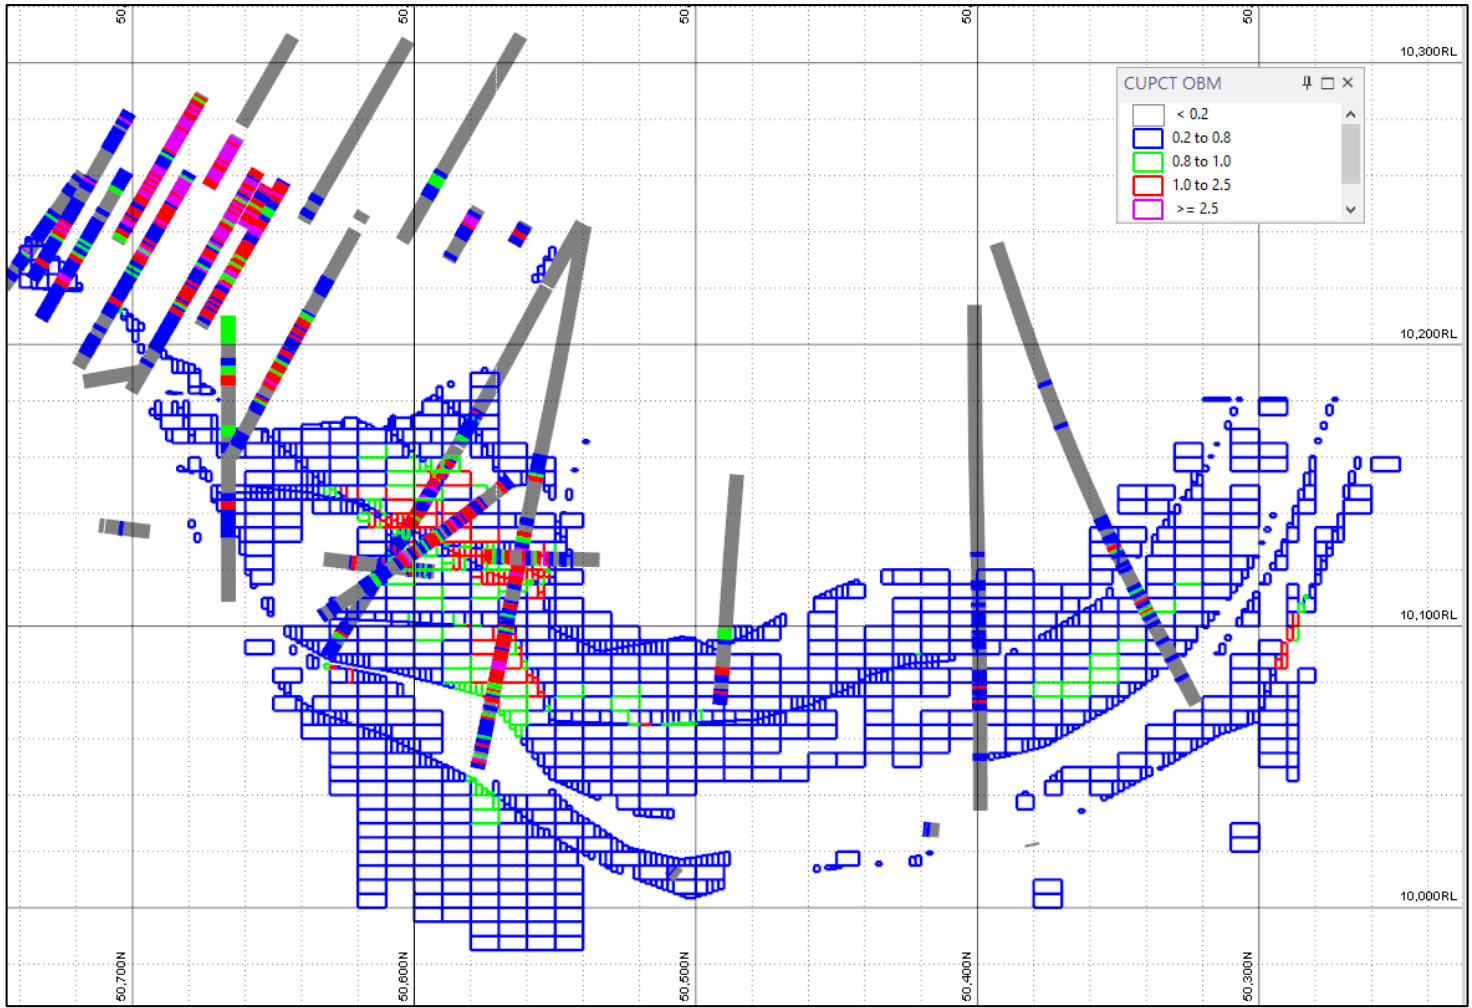 50,
50,
50,
50,
50,
10,300RL
CUPCT OBM
< 0.2
0.2 to 0.8
0.8 to 1.0
1.0 to 2.5
>= 2.5
10,200RL
10,100RL
10,000RL
50,700N
50,600N
50,500N
50,400N
50,300N